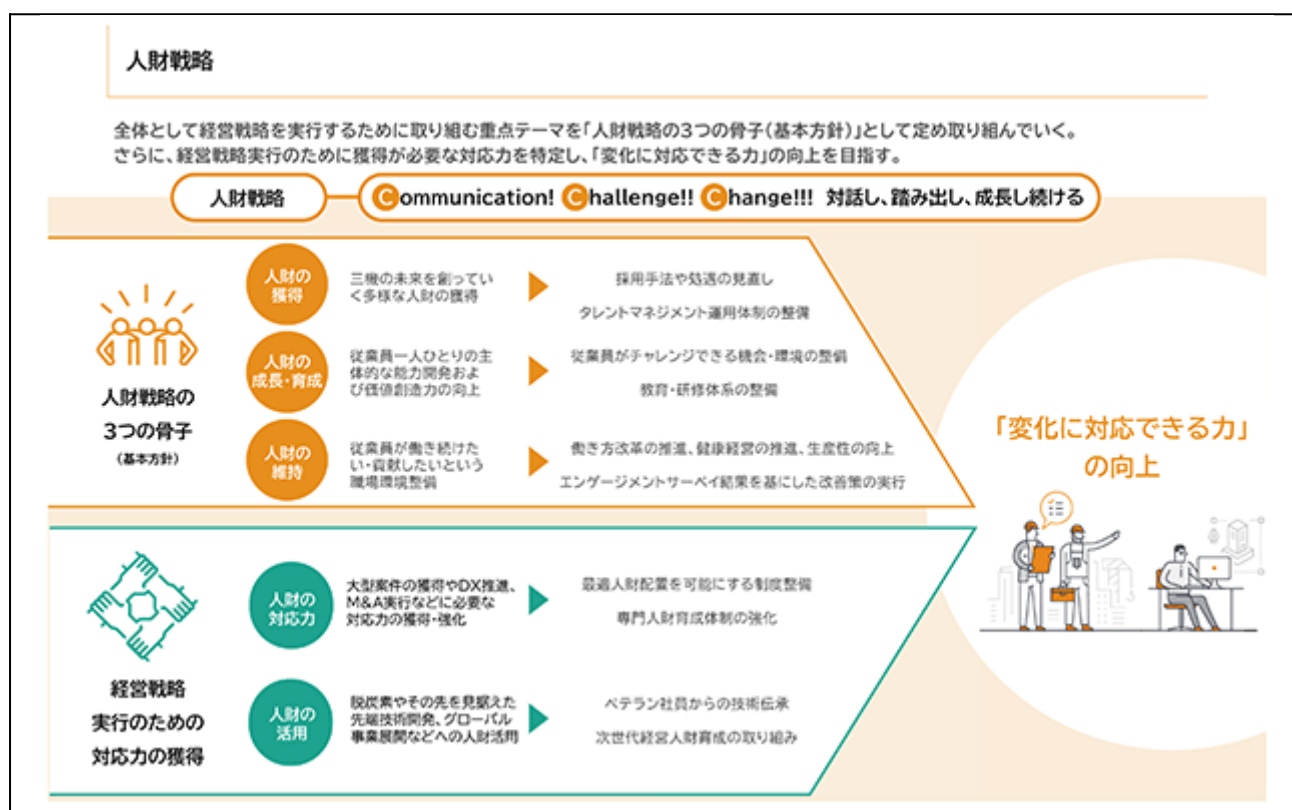 人財戦略
全体として経営戦略を実行するために取り組む重点テーマを「人財戦略の3つの骨子(基本方針)」として定め取り組んでいく。
さらに、経営戦略実行のために獲得が必要な対応力を特定し、「変化に対応できる力」の向上を目指す。
人財戦略
Communication! Challenge!! Change!!! 対話し、踏み出し、成長し続ける
人財戦略の
3つの骨子
(基本方針)
人財の
獲得
三機の未来を創ってい
く多様な人財の獲得
採用手法や処遇の見直し
タレントマネジメント運用体制の整備
人財の
成長・育成
従業員一人ひとりの主
体的な能力開発およ
び価値創造力の向上
従業員がチャレンジできる機会・環境の整備
教育・研修体系の整備
人財の
維持
従業員が働き続けた
い・貢献したいという
職場環境整備
働き方改革の推進、健康経営の推進、生産性の向上
エンゲージメントサーベイ結果を基にした改善策の実行
経営戦略
実行のための
対応力の獲得
人財の
対応力
大型案件の獲得やDX推進、
M&A実行などに必要な
対応力の獲得・強化
最適人財配置を可能にする制度整備
専門人財育成体制の強化
人財の
活用
脱炭素やその先を見据えた
先端技術開発、グローバル
事業展開などへの人財活用
ベテラン社員からの技術伝承
次世代経営人財育成の取り組み
「変化に対応できる力」
の向上